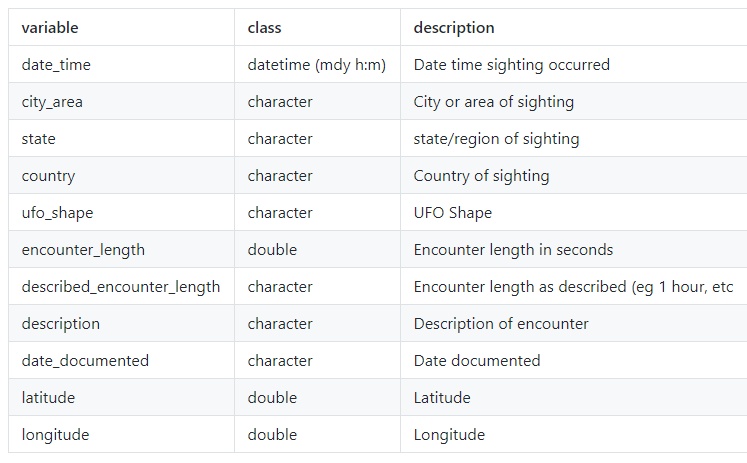 variable class description
date_time datetime (mdy h:m) Date time sighting occurred
city_area character City or area of sighting
state character state/region of sighting
country character Country of sighting
ufo_shape character UFO Shape
encounter_length double Encounter length in seconds
described_encounter_length character Encounter length as described (eg 1 hour, etc
description character Description of encounter
date_documented character Date documented
latitude double Latitude
longitude double Longitude